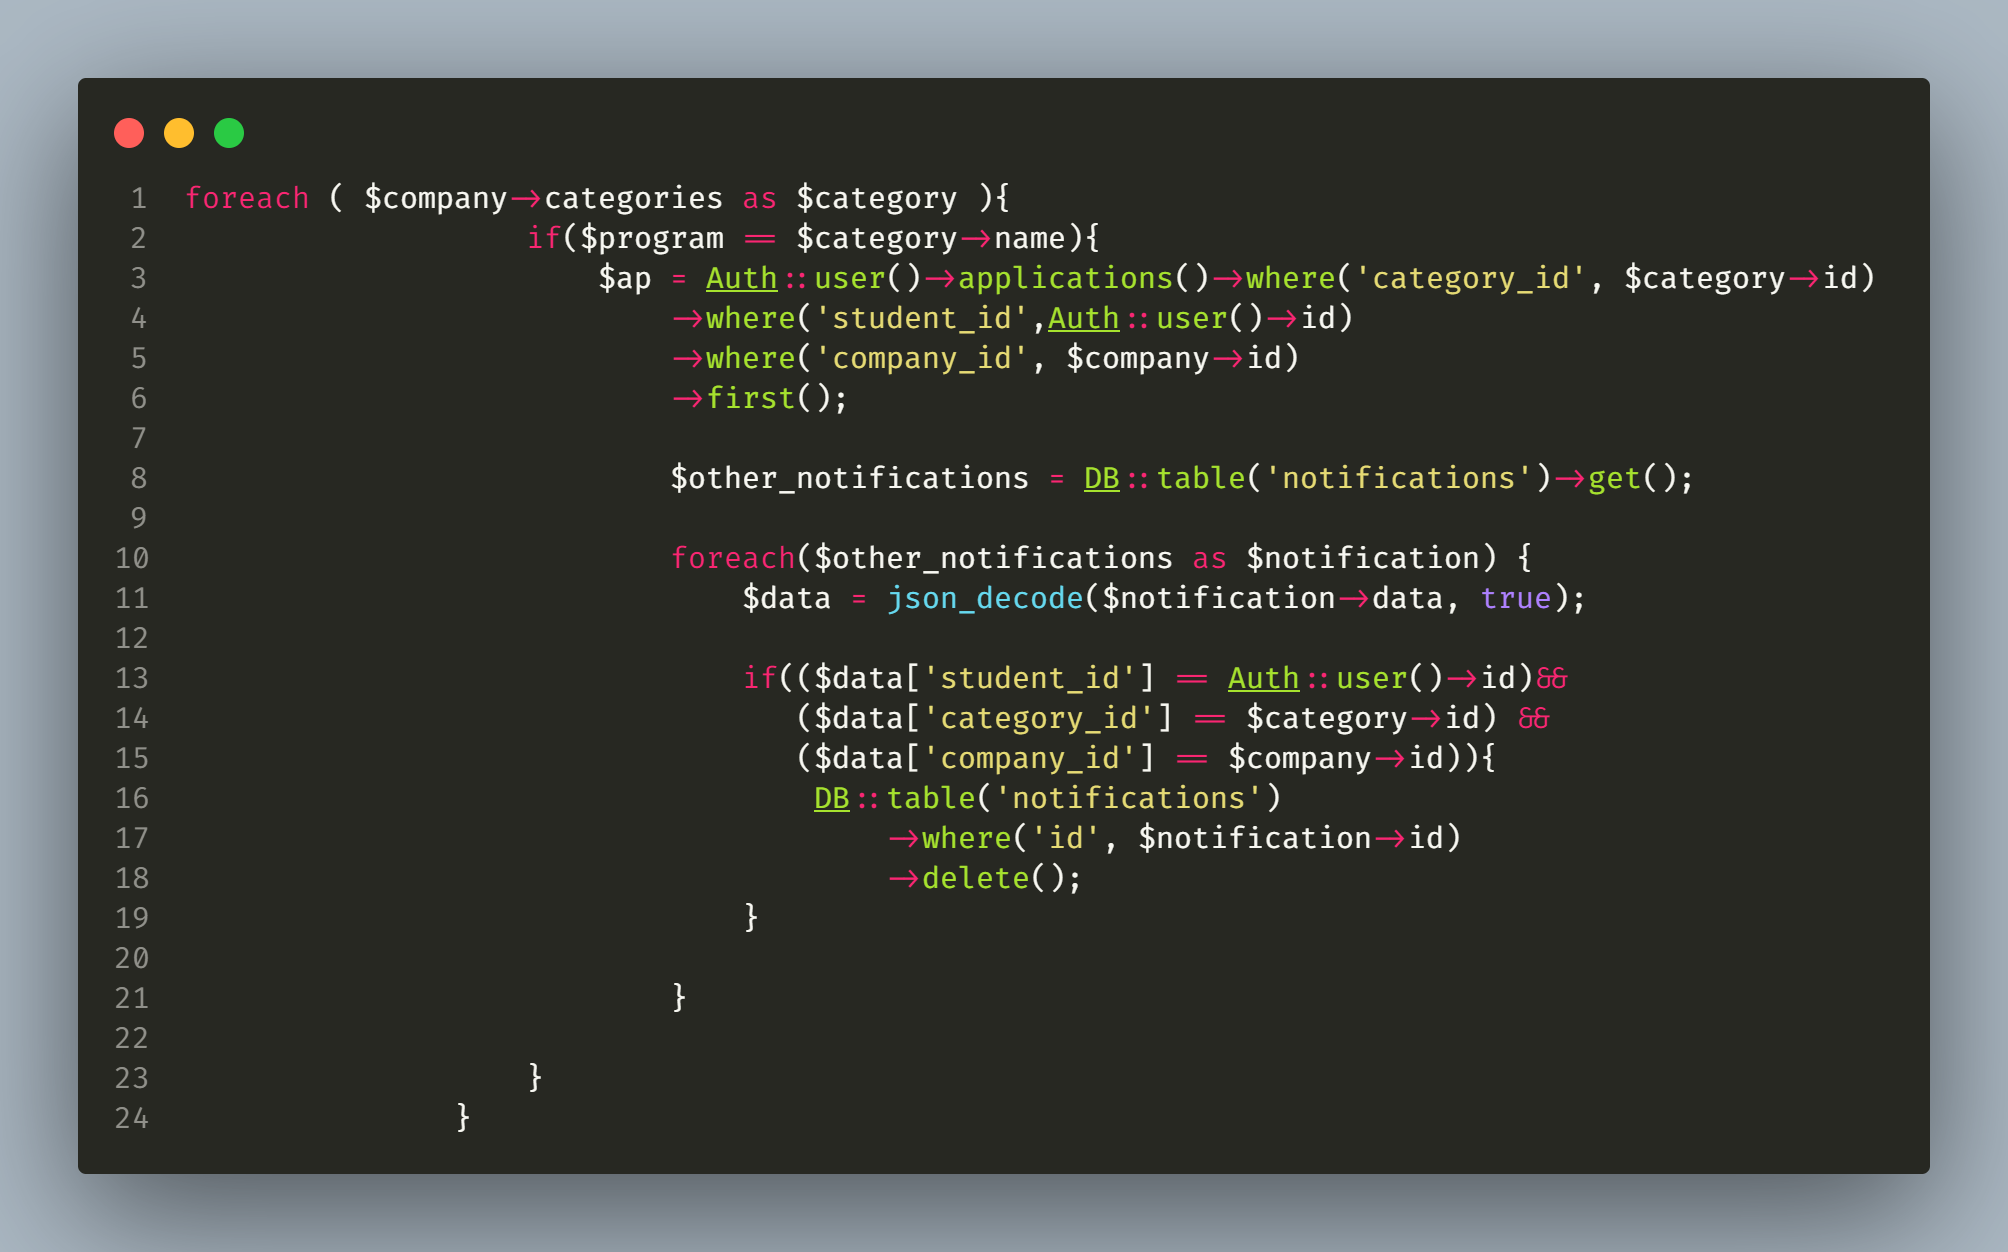 1 foreach ( $company->categories as $category ){
2 if($program == $category->name){
3 $ap = Auth::user()->applications()->where('category_id', $category->id)
4 ->where('student_id',Auth::user()->id)
5 ->where('company_id', $company->id)
6 ->first();
7
8 $other_notifications = DB::table('notifications')->get();
9
10 foreach($other_notifications as $notification) {
11 $data = json_decode($notification->data, true);
12
13 if(($data['student_id'] == Auth::user()->id)&&
14 ($data['category_id'] == $category->id) &&
15 ($data['company_id'] == $company->id)){
16 DB::table('notifications')
17 ->where('id', $notification->id)
18 ->delete();
19 }
20
21 }
22
23 }
24 }